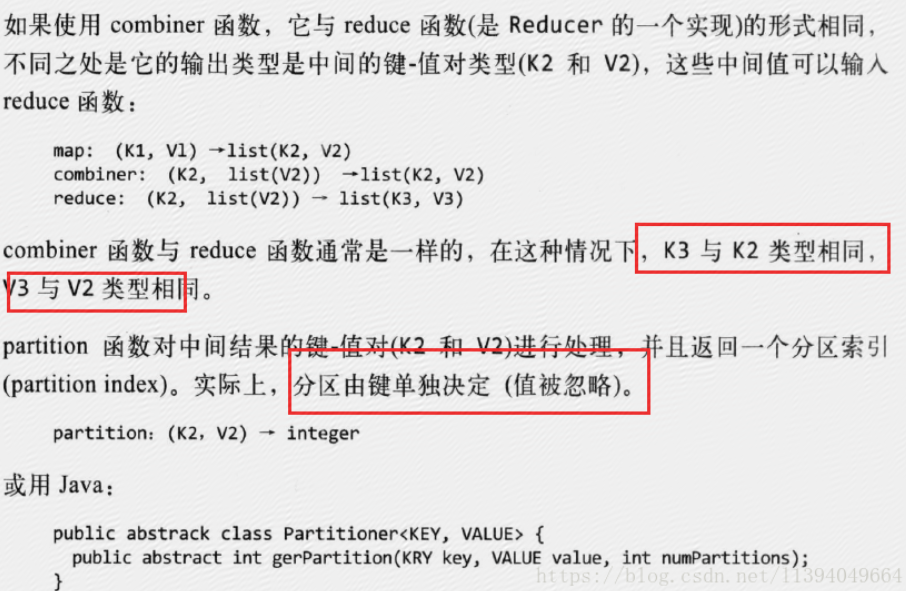 如果使用 combiner 函数，它与 reduce 函数(是 Reducer 的一个实现)的形式相同，
不同之处是它的输出类型是中间的键-值对类型(K2 和 V2)，这些中间值可以输入
reduce 函数：
map: (K1, Vl) →list(K2, V2)
combiner: (K2, list(V2)) →list(K2, V2)
reduce: (K2, list(V2)) → list(K3, V3)
combiner 函数与 reduce 函数通常是一样的，在这种情况下，K3 与 K2 类型相同，
V3 与 V2 类型相同。
partition 函数对中间结果的键-值对(K2 和 V2)进行处理，并且返回一个分区索引
(partition index)。实际上，分区由键单独决定 (值被忽略)。
partition: (K2, V2) → integer
或用 Java：
public abstrack class Partitioner<KEY, VALUE> {
public abstract int gerPartition(KRY key, VALUE value, int numPartitions);
}
https://blog.csdn.net/l1394049664